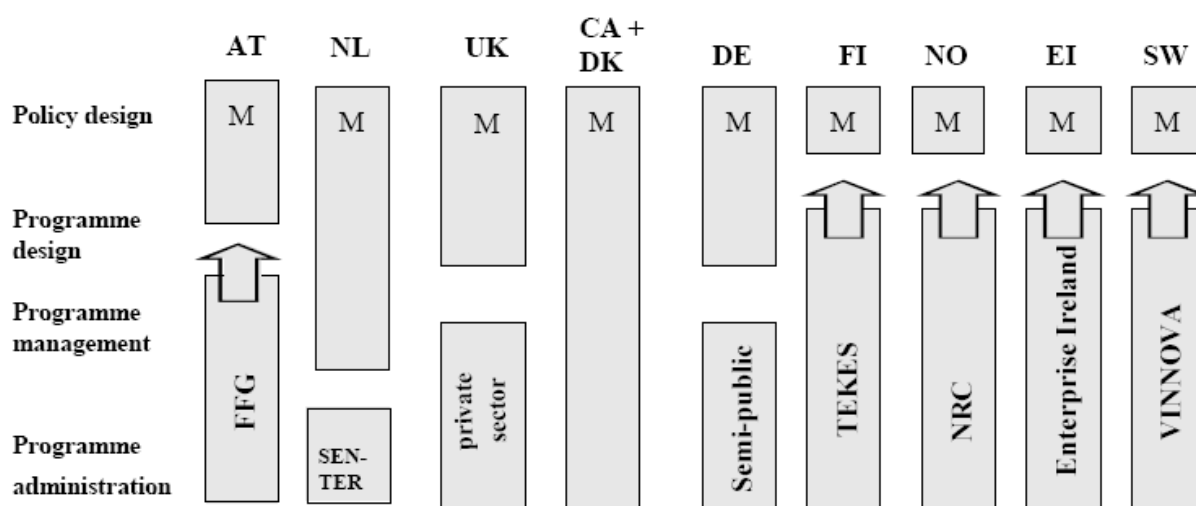 AT
NL
UK
CA +
DK
DE
FI
NO
EI
SW
Policy design
M
M
M
M
M
M
M
M
M
Programme
design
Programme
management
Programme
administration
FFG
SEN-
TER
private
sector
Semi-public
TEKES
NRC
Enterprise Ireland
VINNOVA